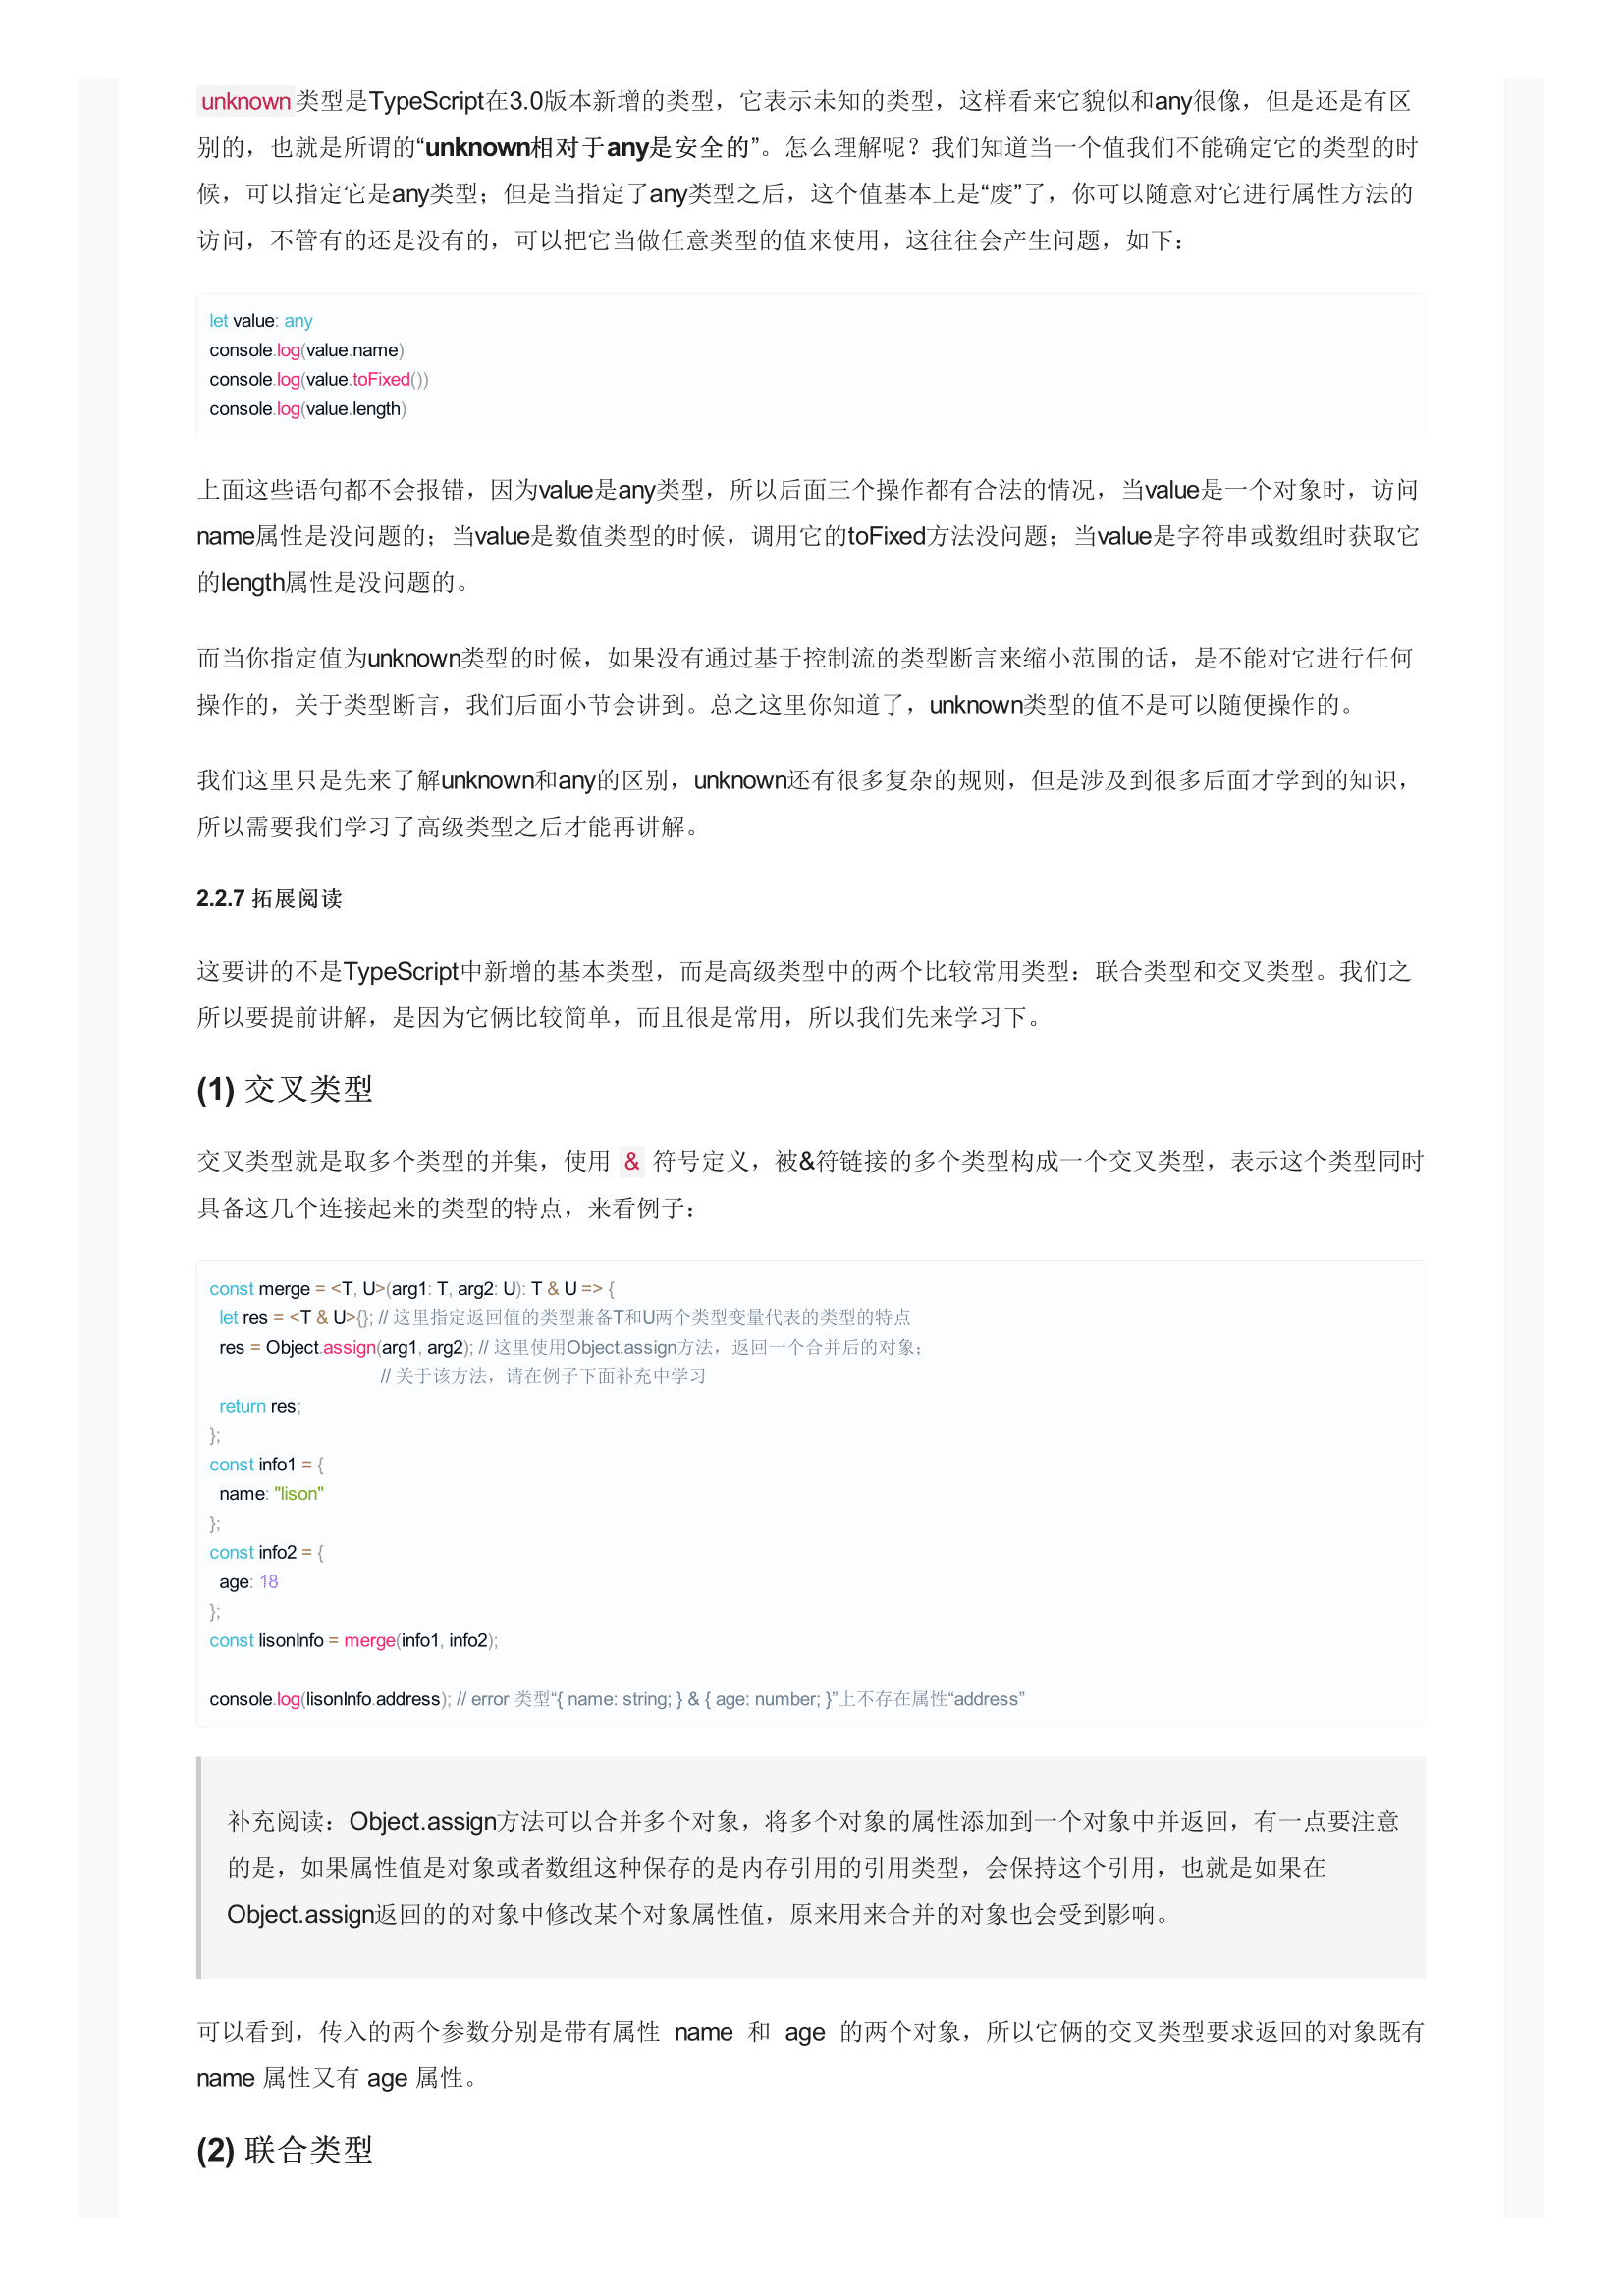 unknown类型是TypeScript在3.0版本新增的类型，它表示未知的类型，这样看来它貌似和any很像，但是还是有区
别的，也就是所谓的“unknown相对于any是安全的”。怎么理解呢？我们知道当一个值我们不能确定它的类型的时
候，可以指定它是any类型；但是当指定了any类型之后，这个值基本上是“废”了，你可以随意对它进行属性方法的
访问，不管有的还是没有的，可以把它当做任意类型的值来使用，这往往会产生问题，如下：
let value: any
console.log(value.name)
console.log(value.toFixed())
console.log(value.length)
上面这些语句都不会报错，因为value是any类型，所以后面三个操作都有合法的情况，当value是一个对象时，访问
name属性是没问题的；当value是数值类型的时候，调用它的toFixed方法没问题；当value是字符串或数组时获取它
的length属性是没问题的。
而当你指定值为unknown类型的时候，如果没有通过基于控制流的类型断言来缩小范围的话，是不能对它进行任何
操作的，关于类型断言，我们后面小节会讲到。总之这里你知道了，unknown类型的值不是可以随便操作的。
我们这里只是先来了解unknown和any的区别，unknown还有很多复杂的规则，但是涉及到很多后面才学到的知识，
所以需要我们学习了高级类型之后才能再讲解。
2.2.7 拓展阅读
这要讲的不是TypeScript中新增的基本类型，而是高级类型中的两个比较常用类型：联合类型和交叉类型。我们之
所以要提前讲解，是因为它俩比较简单，而且很是常用，所以我们先来学习下。
(1) 交叉类型
交叉类型就是取多个类型的并集，使用 & 符号定义，被&符链接的多个类型构成一个交叉类型，表示这个类型同时
具备这几个连接起来的类型的特点，来看例子：
const merge = <T, U>(arg1: T, arg2: U): T & U => {
  let res = <T & U>{}; // 这里指定返回值的类型兼备T和U两个类型变量代表的类型的特点
  res = Object.assign(arg1, arg2); // 这里使用Object.assign方法，返回一个合并后的对象；
                                   // 关于该方法，请在例子下面补充中学习
  return res;
};
const info1 = {
  name: "lison"
};
const info2 = {
  age: 18
};
const lisonInfo = merge(info1, info2);
console.log(lisonInfo.address); // error 类型“{ name: string; } & { age: number; }”上不存在属性“address”
补充阅读：Object.assign方法可以合并多个对象，将多个对象的属性添加到一个对象中并返回，有一点要注意
的是，如果属性值是对象或者数组这种保存的是内存引用的引用类型，会保持这个引用，也就是如果在
Object.assign返回的的对象中修改某个对象属性值，原来用来合并的对象也会受到影响。
可以看到，传入的两个参数分别是带有属性 name 和 age 的两个对象，所以它俩的交叉类型要求返回的对象既有
name 属性又有 age 属性。
(2) 联合类型